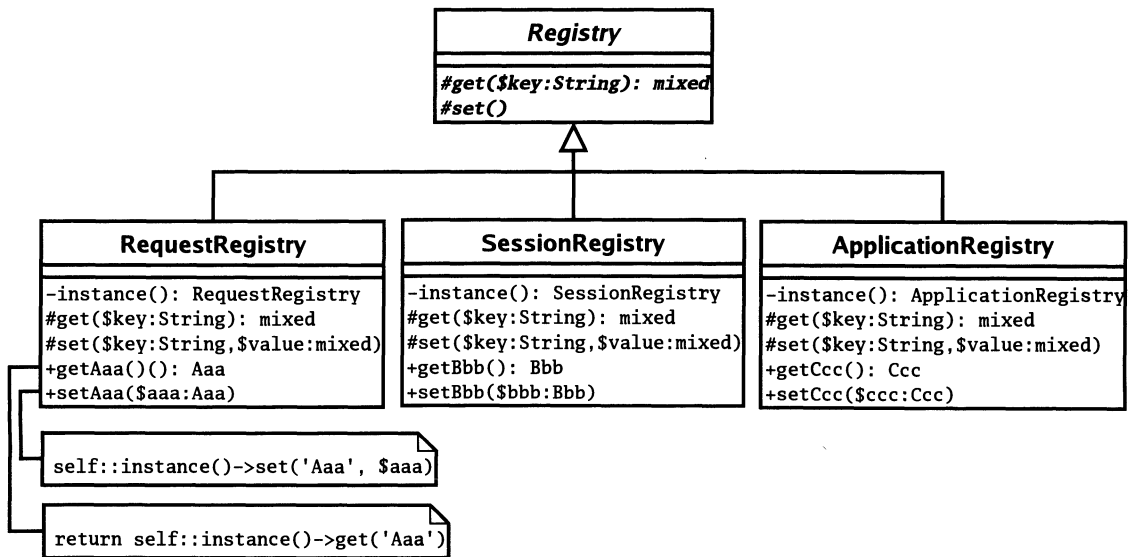 Registry
#get($key:String): mixed
#set()
RequestRegistry
-instance(): RequestRegistry
#get($key:String): mixed
#set($key:String,$value:mixed)
+getAaa()(): Aaa
+setAaa($aaa:Aaa)
SessionRegistry
-instance(): SessionRegistry
#get($key:String): mixed
#set($key:String,$value:mixed)
+getBbb(): Bbb
+setBbb($bbb:Bbb)
ApplicationRegistry
-instance(): ApplicationRegistry
#get($key:String): mixed
#set($key:String,$value:mixed)
+getCcc(): Ccc
+setCcc($ccc:Ccc)
self::instance()->set('Aaa', $aaa)
return self::instance()->get('Aaa')